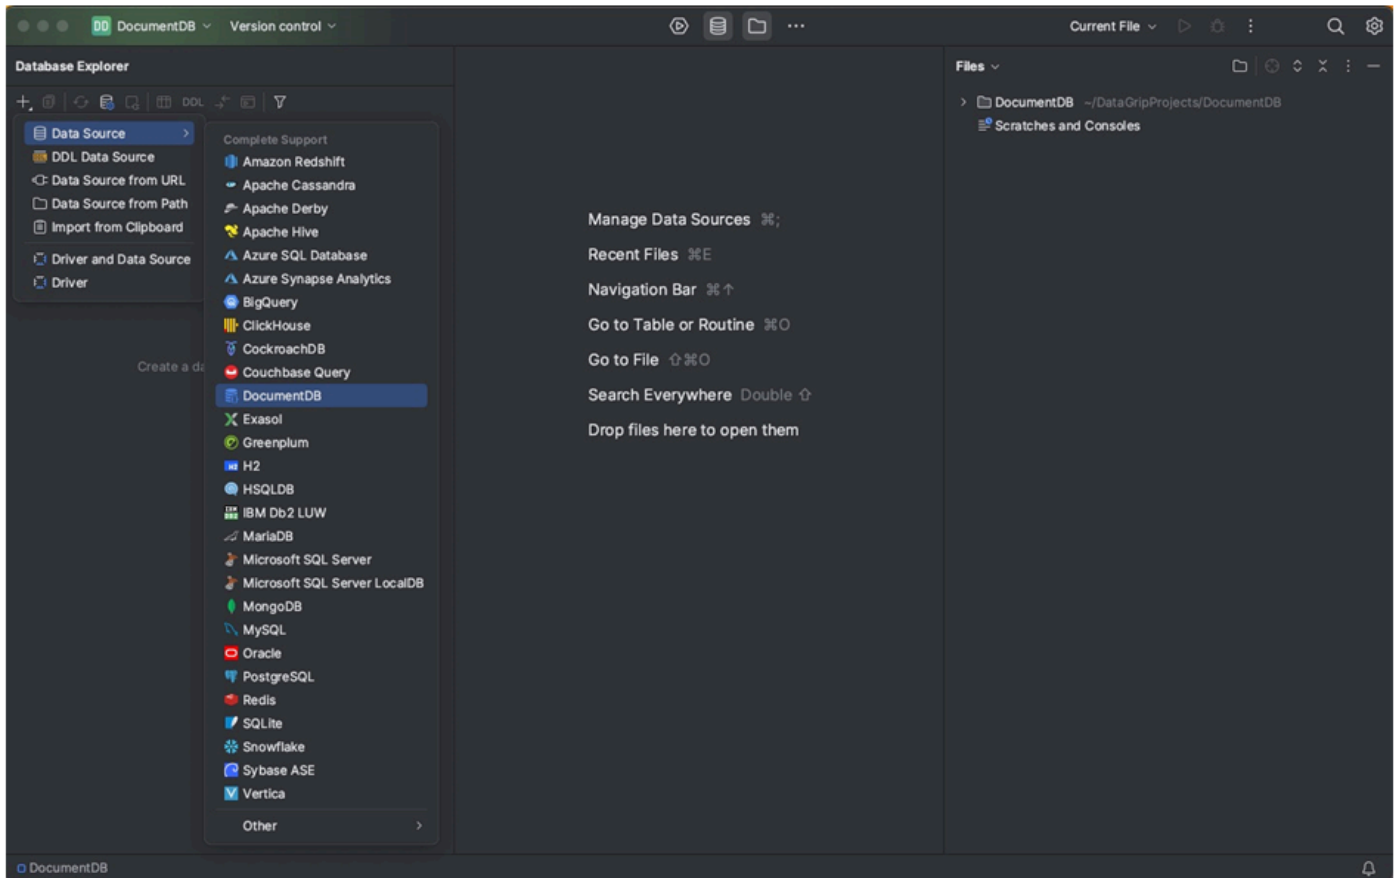 DD DocumentDB Version control Current File
Database Explorer
DDL
Data Source
DDL Data Source
Data Source from URL
Data Source from Path
Import from Clipboard
Driver and Data Source
Driver
Create a da
Complete Support
Amazon Redshift
Apache Cassandra
Apache Derby
Apache Hive
Azure SQL Database
Azure Synapse Analytics
BigQuery
ClickHouse
CockroachDB
Couchbase Query
DocumentDB
Exasol
Greenplum
H2
HSQLDB
IBM Db2 LUW
MariaDB
Microsoft SQL Server
Microsoft SQL Server LocalDB
MongoDB
MySQL
Oracle
PostgreSQL
Redis
SQLite
Snowflake
Sybase ASE
Vertica
Other
Manage Data Sources ⌘;
Recent Files ⌘E
Navigation Bar ⌘↑
Go to Table or Routine ⌘O
Go to File ⇧⌘O
Search Everywhere Double ⇧
Drop files here to open them
Files
DocumentDB ~/DataGripProjects/DocumentDB
Scratches and Consoles
DocumentDB